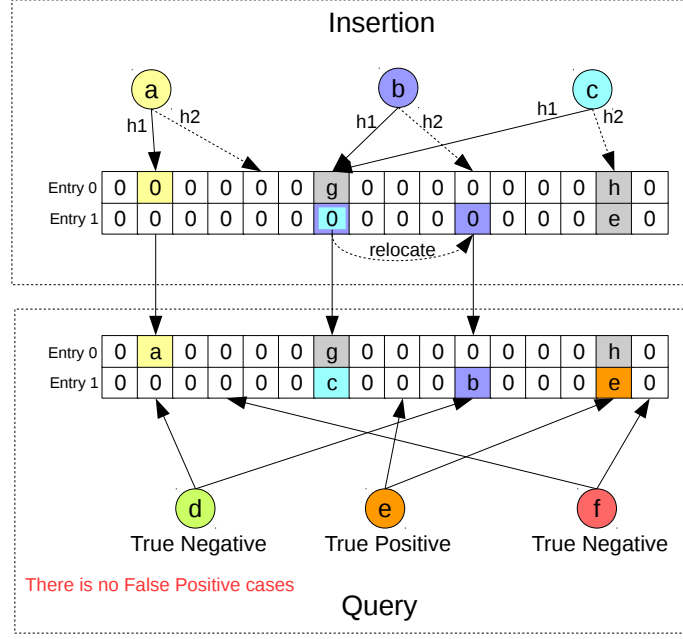 Insertion
a b c
h1 h2 h1 h2 h1 h2
Entry 0 0 0 0 0 0 0 g 0 0 0 0 0 0 0 h 0
Entry 1 0 0 0 0 0 0 0 0 0 0 0 0 0 0 e 0
relocate
Entry 0 0 a 0 0 0 0 g 0 0 0 0 0 0 0 h 0
Entry 1 0 0 0 0 0 0 c 0 0 0 b 0 0 0 e 0
d e f
True Negative True Positive True Negative
There is no False Positive cases
Query